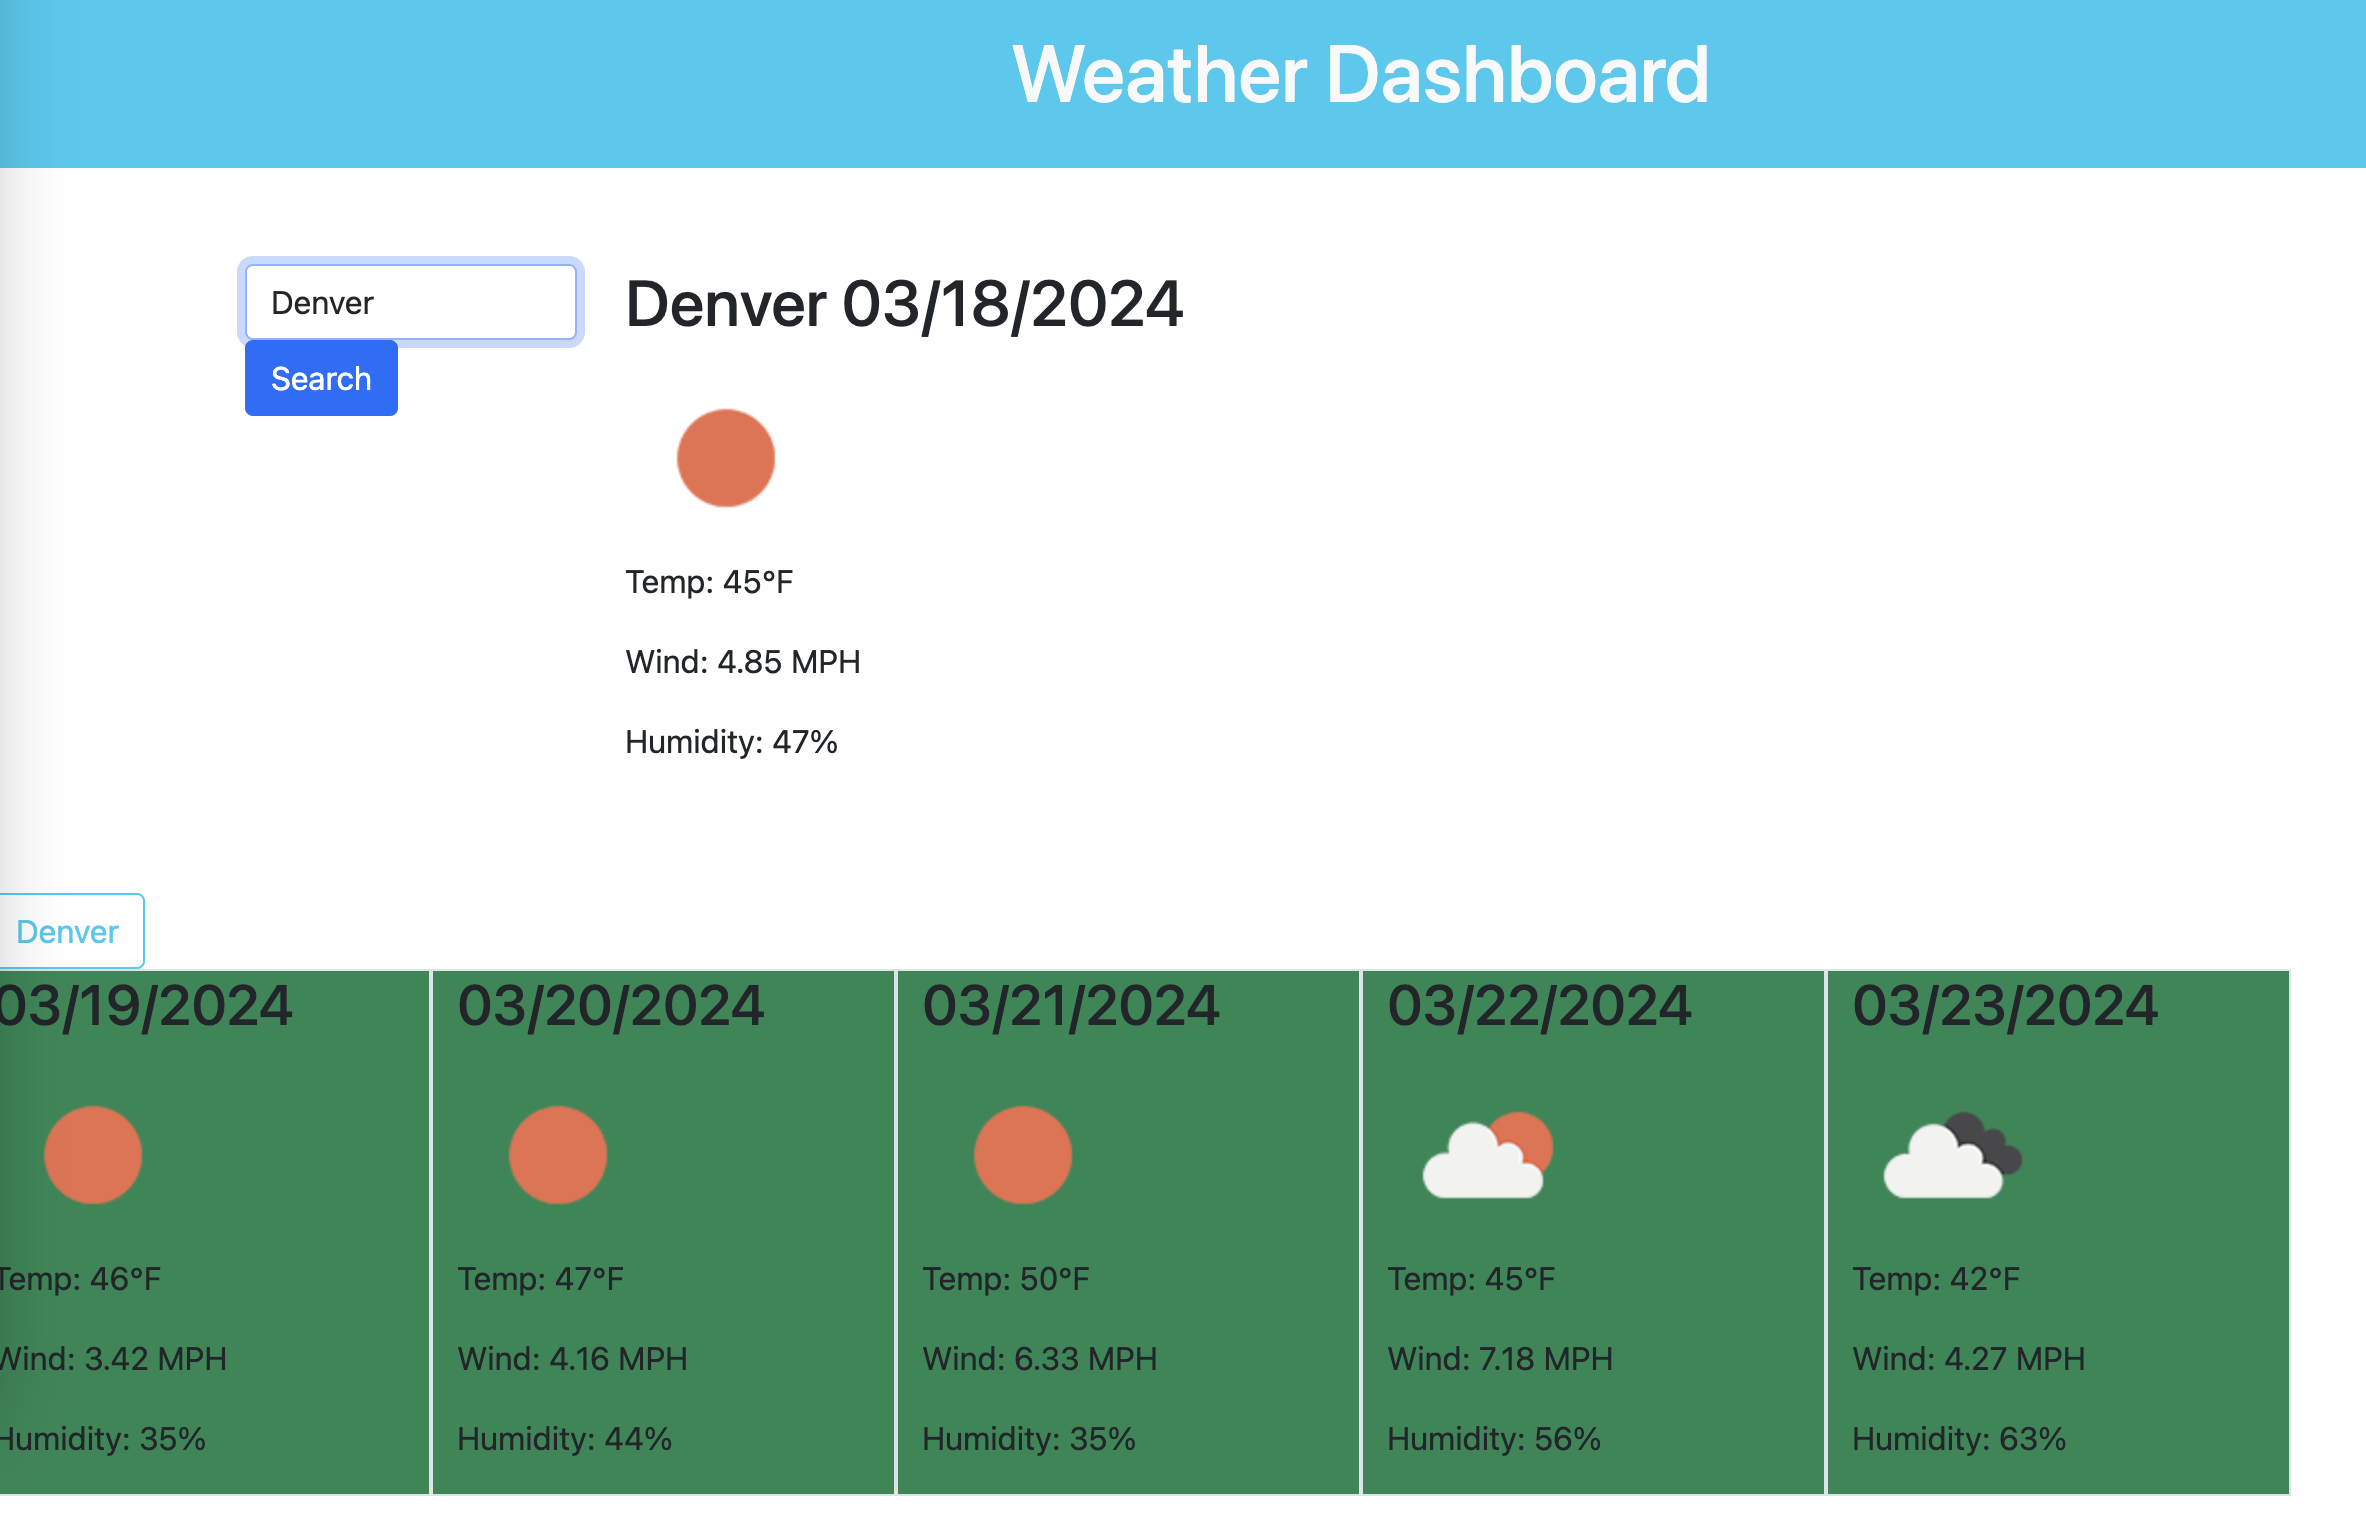 Weather Dashboard
Denver
Search
Denver 03/18/2024
Temp: 45°F
Wind: 4.85 MPH
Humidity: 47%
Denver
03/19/2024
Temp: 46°F
Wind: 3.42 MPH
Humidity: 35%
03/20/2024
Temp: 47°F
Wind: 4.16 MPH
Humidity: 44%
03/21/2024
Temp: 50°F
Wind: 6.33 MPH
Humidity: 35%
03/22/2024
Temp: 45°F
Wind: 7.18 MPH
Humidity: 56%
03/23/2024
Temp: 42°F
Wind: 4.27 MPH
Humidity: 63%